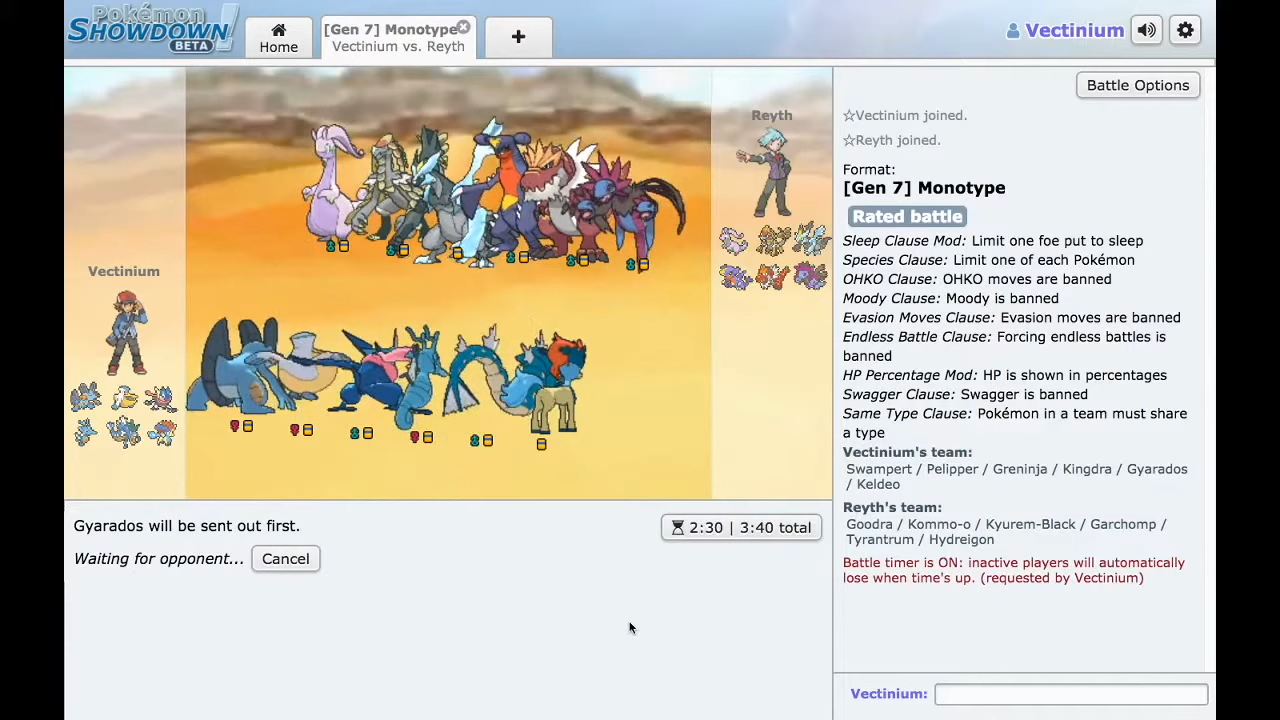 Pokémon
SHOWDOWN!
BETA
Home
[Gen 7] Monotype
Vectinium vs. Reyth
+
Vectinium
Battle Options
Reyth
Vectinium
☆Vectinium joined.
☆Reyth joined.
Format:
[Gen 7] Monotype
Rated battle
Sleep Clause Mod: Limit one foe put to sleep
Species Clause: Limit one of each Pokémon
OHKO Clause: OHKO moves are banned
Moody Clause: Moody is banned
Evasion Moves Clause: Evasion moves are banned
Endless Battle Clause: Forcing endless battles is
banned
HP Percentage Mod: HP is shown in percentages
Swagger Clause: Swagger is banned
Same Type Clause: Pokémon in a team must share
a type
Vectinium's team:
Swampert / Pelipper / Greninja / Kingdra / Gyarados
/ Keldeo
Reyth's team:
Goodra / Kommo-o / Kyurem-Black / Garchomp /
Tyrantrum / Hydreigon
Battle timer is ON: inactive players will automatically
lose when time's up. (requested by Vectinium)
Gyarados will be sent out first.
2:30 | 3:40 total
Waiting for opponent... Cancel
Vectinium: